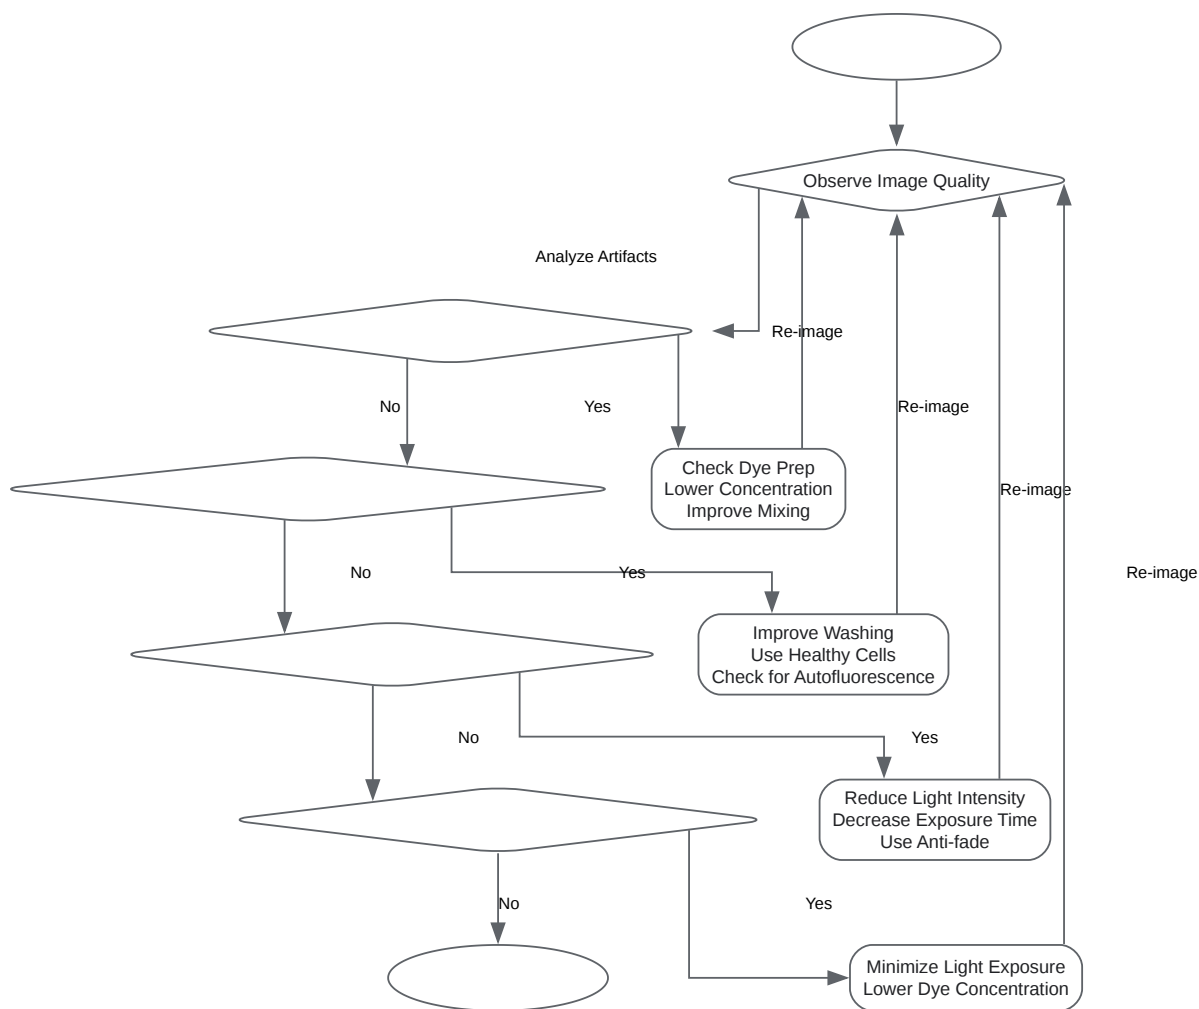 Observe Image Quality
Analyze Artifacts
Re-image
No
Yes
Re-image
Check Dye Prep
Lower Concentration
Improve Mixing
Re-image
No
Yes
Re-image
Improve Washing
Use Healthy Cells
Check for Autofluorescence
No
Yes
Reduce Light Intensity
Decrease Exposure Time
Use Anti-fade
No
Yes
Minimize Light Exposure
Lower Dye Concentration